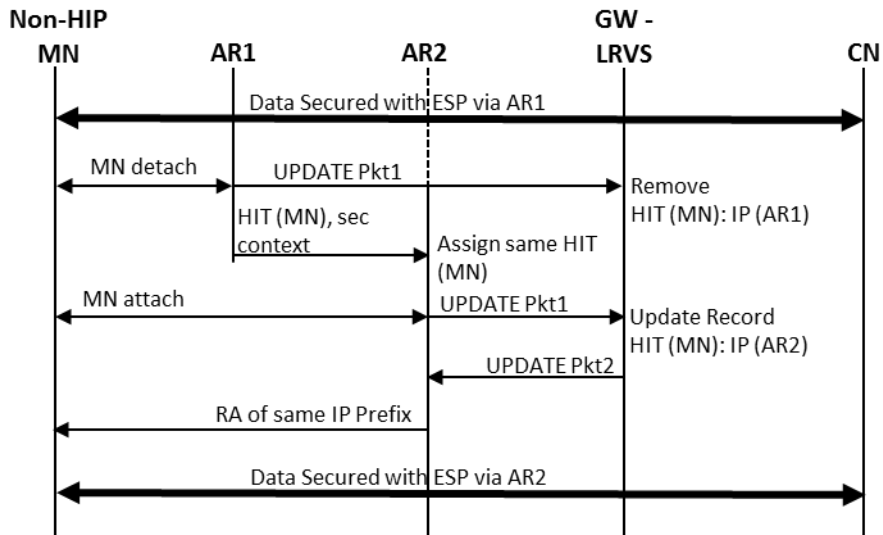 Non-HIP
MN
AR1
AR2
GW -
LRVS
CN
Data Secured with ESP via AR1
MN detach
UPDATE Pkt1
Remove
HIT (MN): IP (AR1)
HIT (MN), sec
context
Assign same HIT
(MN)
MN attach
UPDATE Pkt1
Update Record
HIT (MN): IP (AR2)
UPDATE Pkt2
RA of same IP Prefix
Data Secured with ESP via AR2